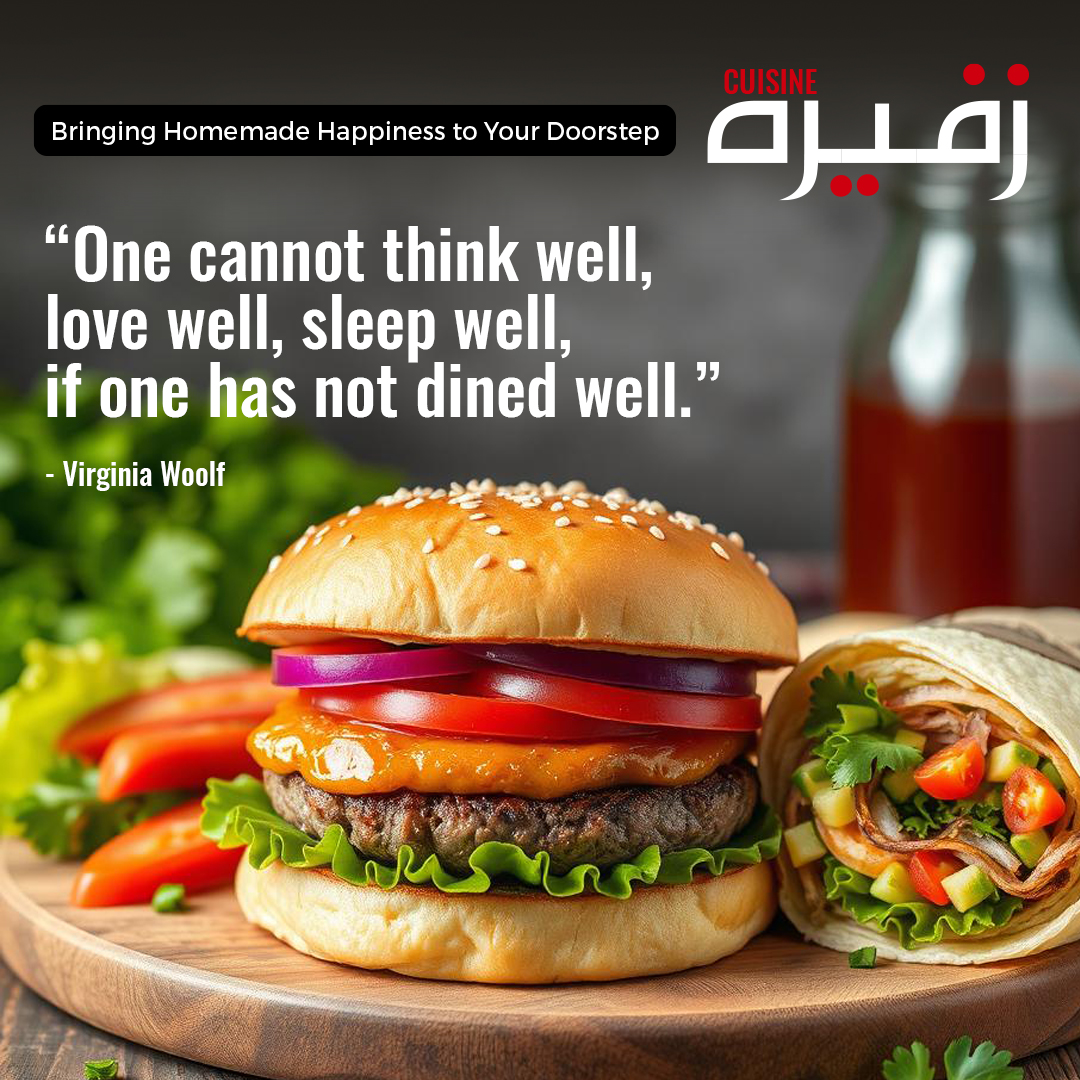 CUISINE
زفيره
Bringing Homemade Happiness to Your Doorstep
“One cannot think well,
love well, sleep well,
if one has not dined well.”
- Virginia Woolf